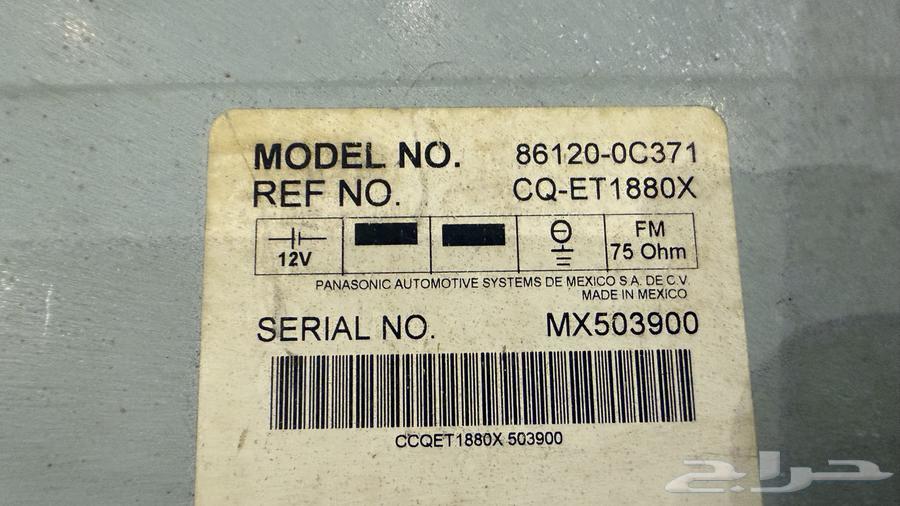 MODEL NO. 86120-0C371
REF NO. CQ-ET1880X
12V
FM
75 Ohm
PANASONIC AUTOMOTIVE SYSTEMS DE MEXICO S.A. DE C.V.
MADE IN MEXICO
SERIAL NO. MX503900
CCQET1880X 503900
حراج